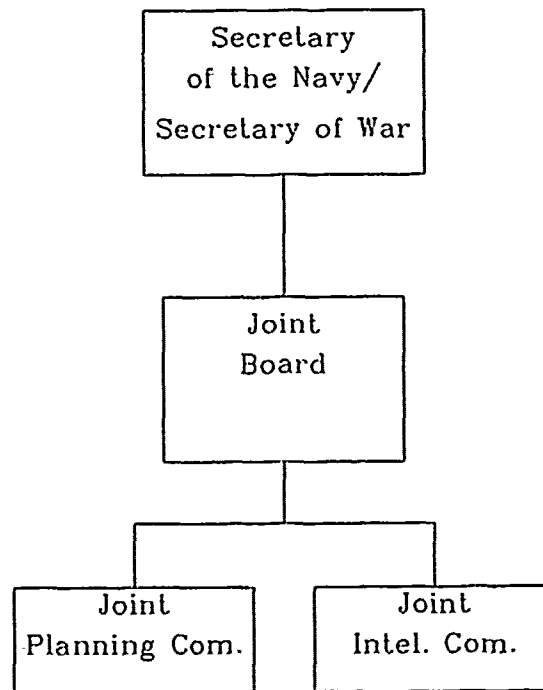 Secretary
of the Navy/
Secretary of War
Joint
Board
Joint
Planning Com.
Joint
Intel. Com.